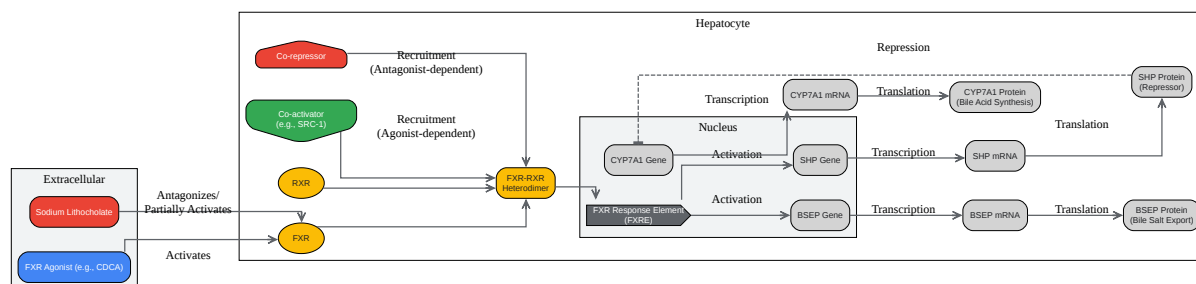 Hepatocyte
Co-repressor
Recruitment
(Antagonist-dependent)
Repression
CYP7A1 mRNA
Translation
CYP7A1 Protein
(Bile Acid Synthesis)
SHP Protein
(Repressor)
Co-activator
(e.g., SRC-1)
Recruitment
(Agonist-dependent)
Transcription
Translation
Nucleus
CYP7A1 Gene
Activation
SHP Gene
Transcription
SHP mRNA
Extracellular
Sodium Lithocholate
FXR Agonist (e.g., CDCA)
Antagonizes/
Partially Activates
Activates
RXR
FXR
FXR-RXR
Heterodimer
FXR Response Element
(FXRE)
Activation
BSEP Gene
Transcription
BSEP mRNA
Translation
BSEP Protein
(Bile Salt Export)